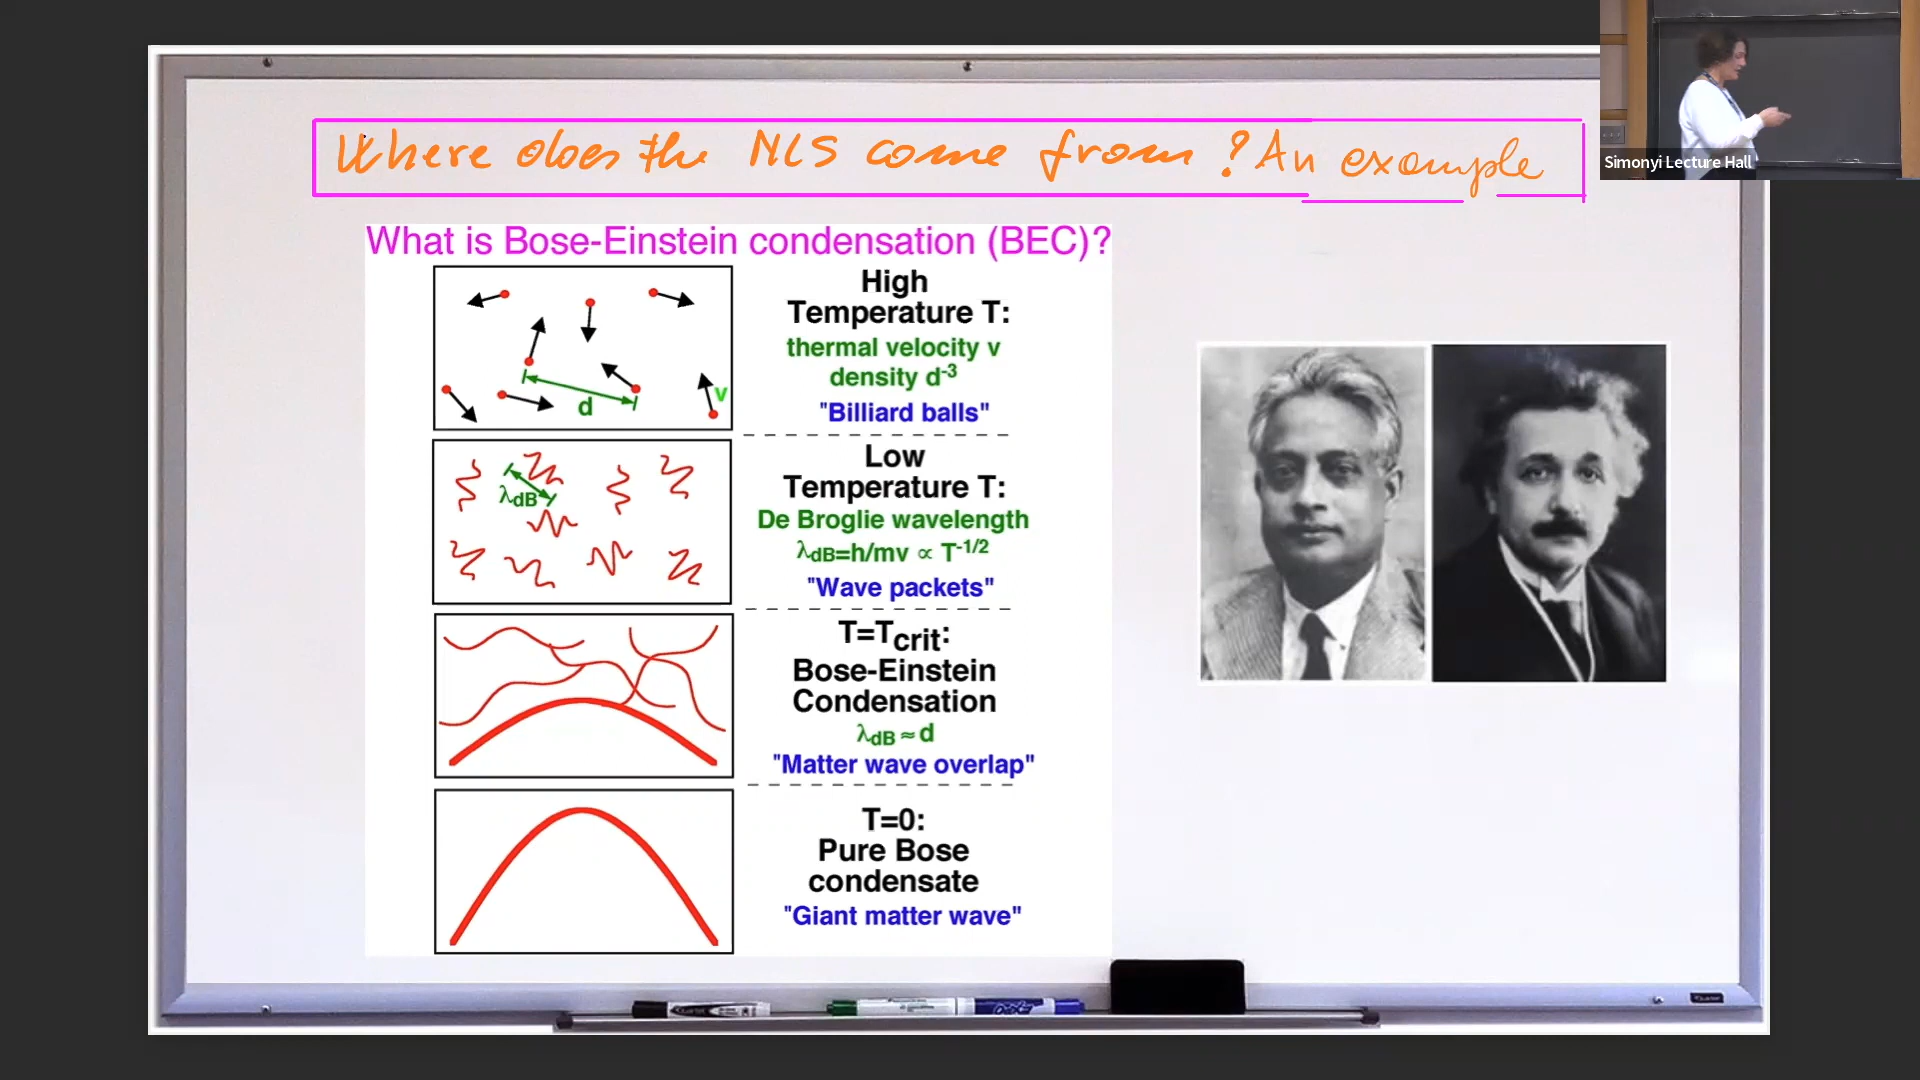 Where does the NLS come from? An example
Simonyi Lecture Hall
What is Bose-Einstein condensation (BEC)?
High
Temperature T:
thermal velocity v
density d-3
"Billiard balls"
d
v
Low
Temperature T:
De Broglie wavelength
λdB=h/mv ∝ T-1/2
"Wave packets"
λdB
T=Tcrit:
Bose-Einstein
Condensation
λdB ≈ d
"Matter wave overlap"
T=0:
Pure Bose
condensate
"Giant matter wave"